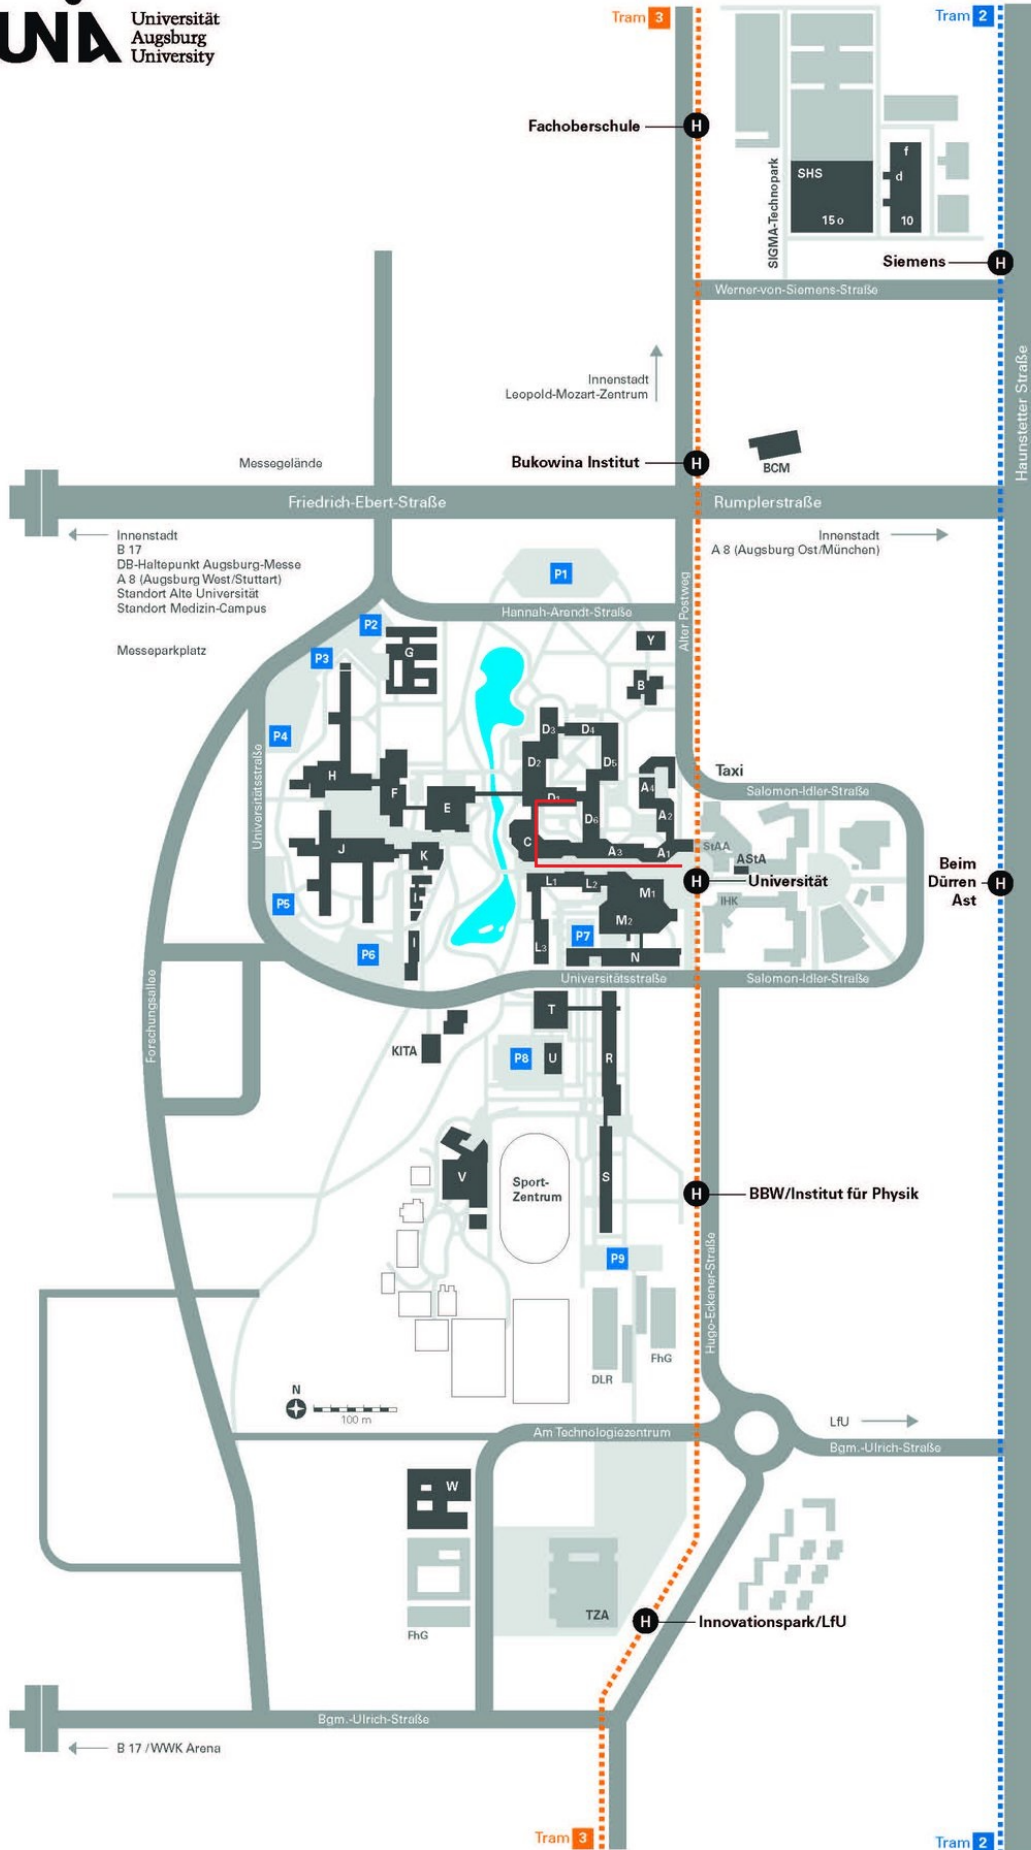 UNIA
Universität
Augsburg
University
Tram 3
Tram 2
Fachoberschule
H
SIGMA-Technopark
SHS
15 o
f
d
10
Siemens
H
Werner-von-Siemens-Straße
Haunstetter Straße
Innenstadt
Leopold-Mozart-Zentrum
Bukowina Institut
H
BCM
Messegelände
Friedrich-Ebert-Straße
Rumplerstraße
Innenstadt
B 17
DB-Haltepunkt Augsburg-Messe
A 8 (Augsburg West/Stuttart)
Standort Alte Universität
Standort Medizin-Campus
Messeparkplatz
Innenstadt
A 8 (Augsburg Ost/München)
P1
Hannah-Arendt-Straße
Alter Postweg
P2
P3
G
Y
B
P4
Universitätsstraße
D3
D4
D2
D5
H
F
E
D6
A4
A2
Taxi
Salomon-Idler-Straße
J
K
C
A3
A1
StAA
AStA
H
Universität
IHK
Beim
Dürren
Ast
H
P5
I
L1
L2
M1
M2
P7
L3
N
P6
I
Universitätsstraße
Salomon-Idler-Straße
Forschungsallee
KITA
T
P8
U
R
V
Sport-
Zentrum
S
H
BBW/Institut für Physik
P9
Hugo-Eckener-Straße
DLR
FhG
N
100 m
Am Technologiezentrum
LfU
Bgm.-Ulrich-Straße
W
FhG
TZA
H
Innovationspark/LfU
Bgm.-Ulrich-Straße
B 17 / WWK Arena
Tram 3
Tram 2